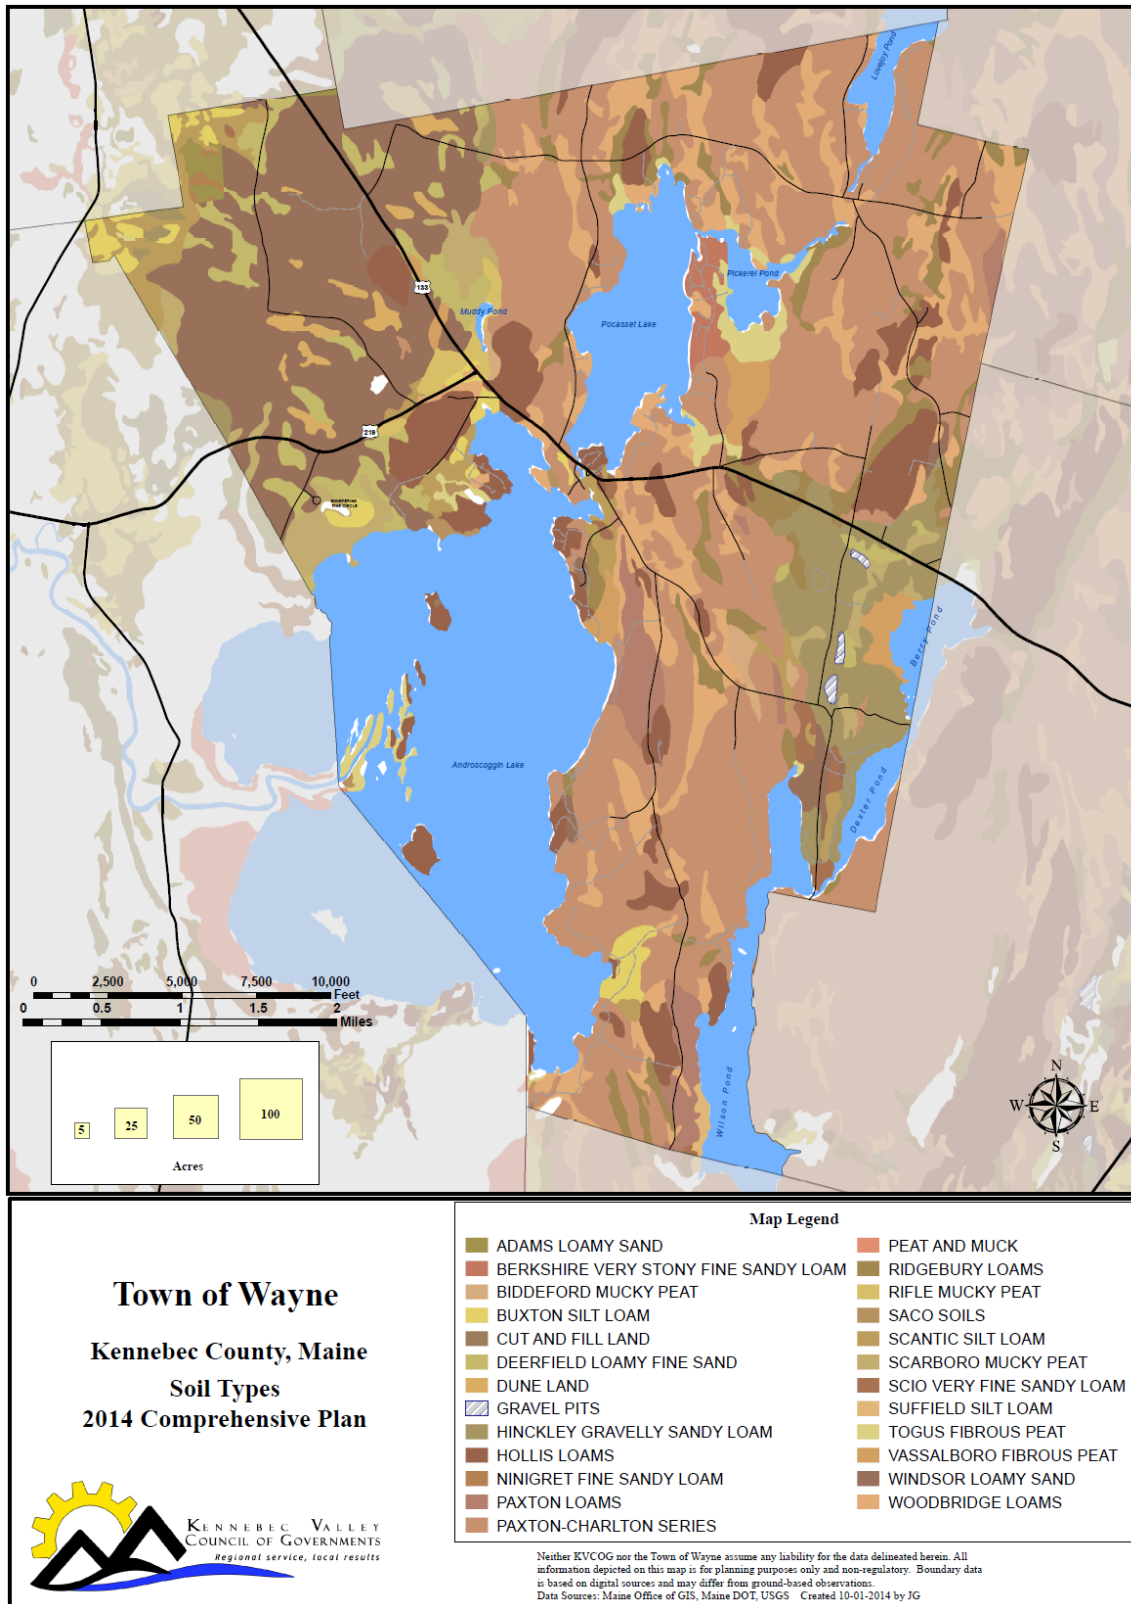 Lovejoy Pond
133
Muddy Pond
Pickerel Pond
Pocasset Lake
219
WHISPERING
PINE CIRCLE
Berry Pond
Androscoggin Lake
Dexter Pond
Wilson Pond
0 2,500 5,000 7,500 10,000
Feet
0 0.5 1 1.5 2
Miles
5 25 50 100
Acres
N
W E
S
Town of Wayne
Kennebec County, Maine
Soil Types
2014 Comprehensive Plan
KENNEBEC VALLEY
COUNCIL OF GOVERNMENTS
Regional service, local results
Map Legend
ADAMS LOAMY SAND
BERKSHIRE VERY STONY FINE SANDY LOAM
BIDDEFORD MUCKY PEAT
BUXTON SILT LOAM
CUT AND FILL LAND
DEERFIELD LOAMY FINE SAND
DUNE LAND
GRAVEL PITS
HINCKLEY GRAVELLY SANDY LOAM
HOLLIS LOAMS
NINIGRET FINE SANDY LOAM
PAXTON LOAMS
PAXTON-CHARLTON SERIES
PEAT AND MUCK
RIDGEBURY LOAMS
RIFLE MUCKY PEAT
SACO SOILS
SCANTIC SILT LOAM
SCARBORO MUCKY PEAT
SCIO VERY FINE SANDY LOAM
SUFFIELD SILT LOAM
TOGUS FIBROUS PEAT
VASSALBORO FIBROUS PEAT
WINDSOR LOAMY SAND
WOODBRIDGE LOAMS
Neither KVCOG nor the Town of Wayne assume any liability for the data delineated herein. All
information depicted on this map is for planning purposes only and non-regulatory. Boundary data
is based on digital sources and may differ from ground-based observations.
Data Sources: Maine Office of GIS, Maine DOT, USGS Created 10-01-2014 by JG